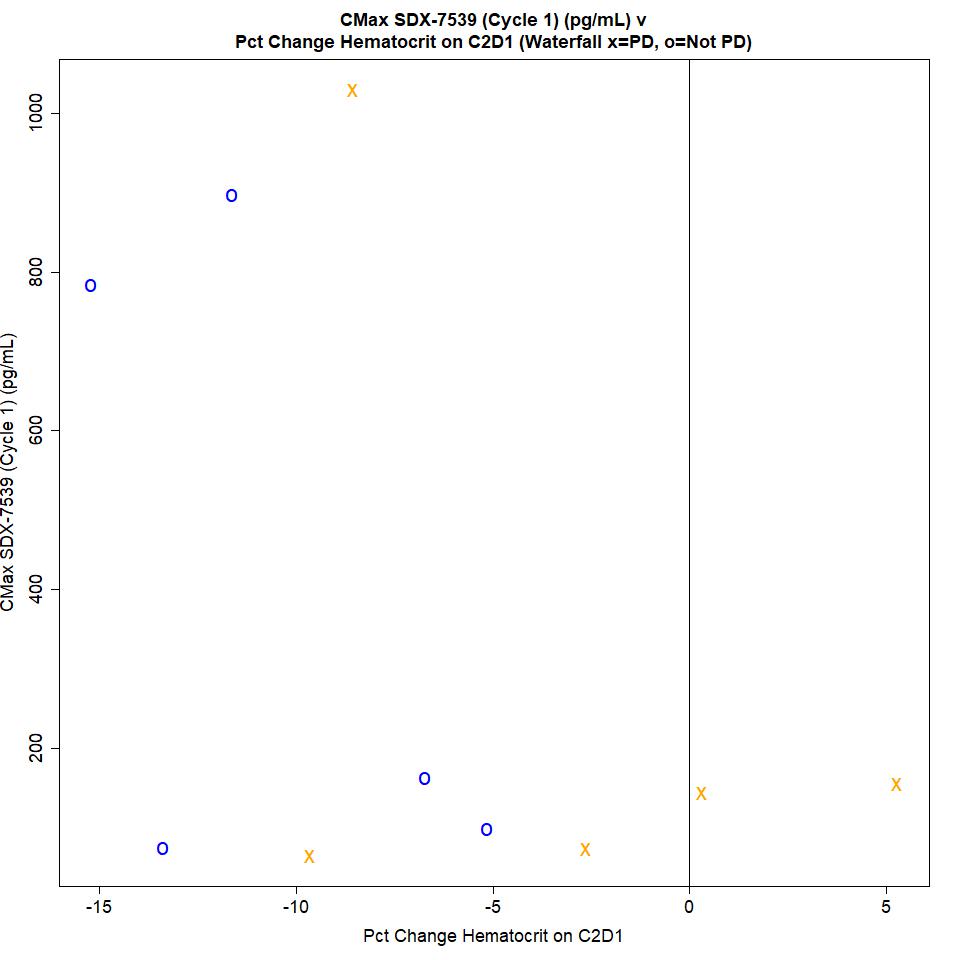 CMax SDX-7539 (Cycle 1) (pg/mL) v
Pct Change Hematocrit on C2D1 (Waterfall x=PD, o=Not PD)
CMax SDX-7539 (Cycle 1) (pg/mL)
1000
800
600
400
200
X
O
O
O
X
X
O
X
O
X
-15
-10
-5
0
5
Pct Change Hematocrit on C2D1